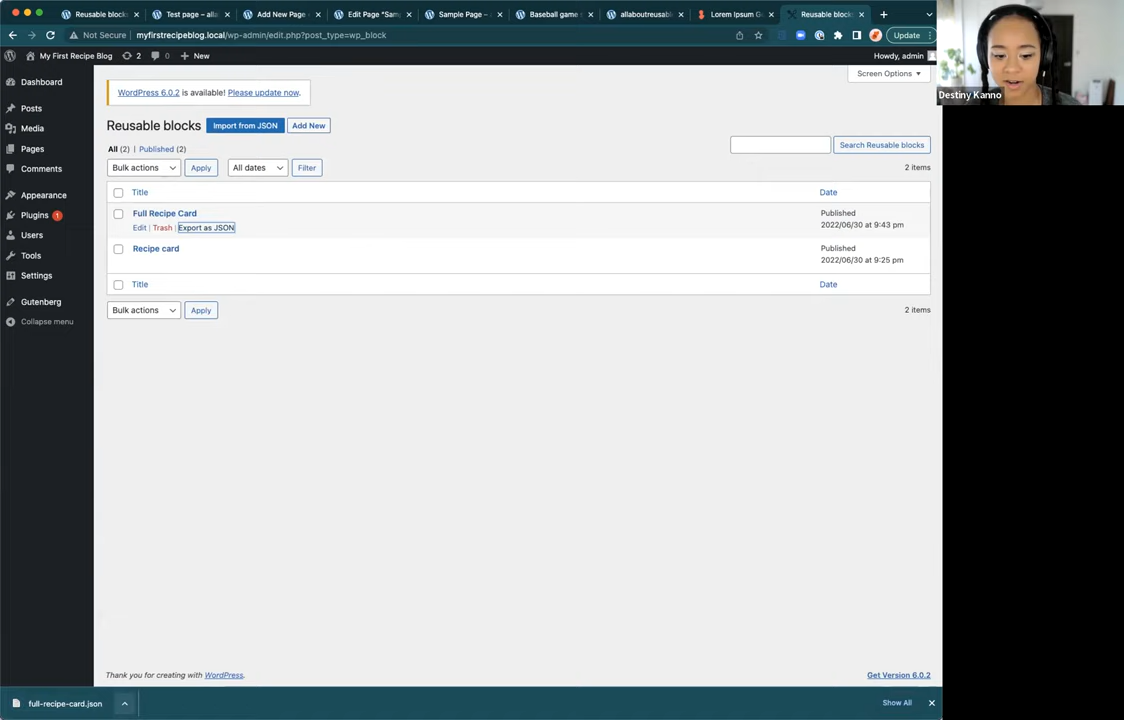 Reusable blocks
Test page – alla
Add New Page
Edit Page "Sam
Sample Page –
Baseball game
allaboutreusabl
Lorem Ipsum G
Reusable blocks
Not Secure
myfirstrecipeblog.local/wp-admin/edit.php?post_type=wp_block
Update
My First Recipe Blog
2
0
New
Howdy, admin
Destiny Kanno
Dashboard
Posts
Media
Pages
Comments
Appearance
Plugins 1
Users
Tools
Settings
Gutenberg
Collapse menu
Screen Options
WordPress 6.0.2 is available! Please update now.
Reusable blocks
Import from JSON
Add New
All (2) | Published (2)
Search Reusable blocks
Bulk actions
Apply
All dates
Filter
2 items
Title
Date
Full Recipe Card
Edit | Trash | Export as JSON
Published
2022/06/30 at 9:43 pm
Recipe card
Published
2022/06/30 at 9:25 pm
Title
Date
Bulk actions
Apply
2 items
Thank you for creating with WordPress.
Get Version 6.0.2
full-recipe-card.json
Show All